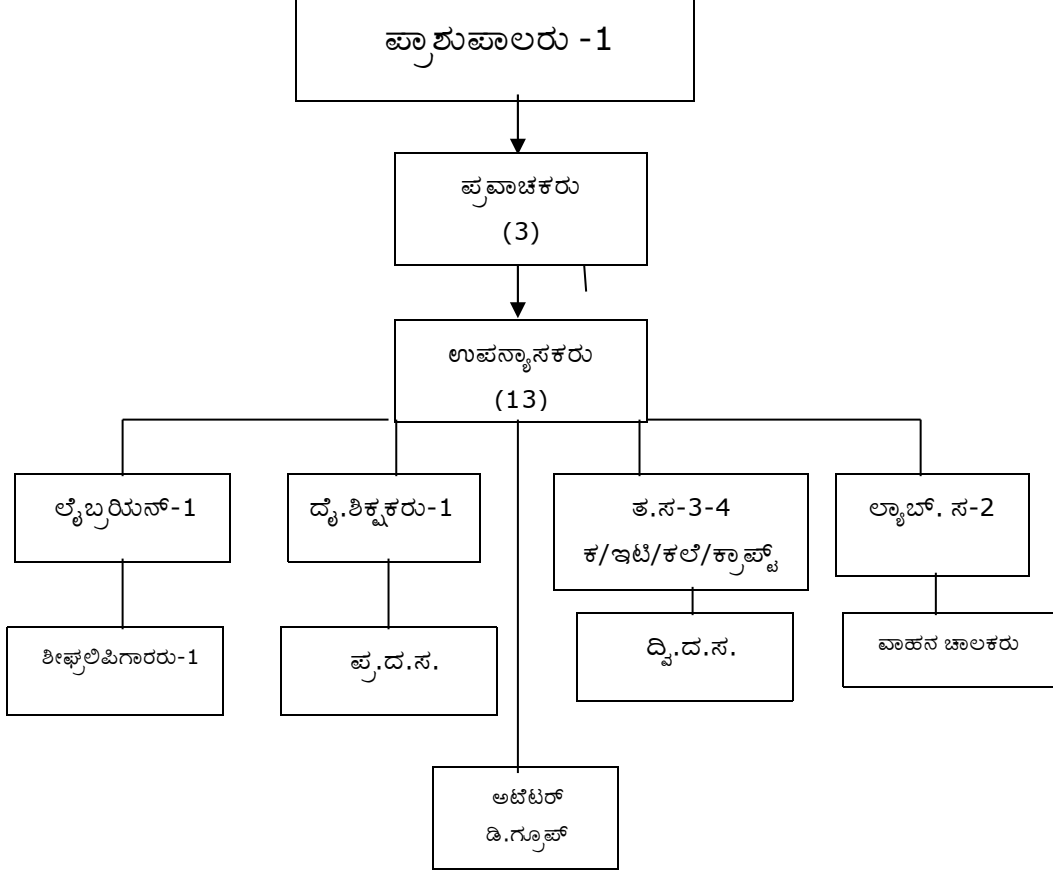 ಪ್ರಾಶುಪಾಲರು -1
ಪ್ರವಾಚಕರು
(3)
ಉಪನ್ಯಾಸಕರು
(13)
ಲೈಬ್ರರಿಯನ್-1
ದೈ.ಶಿಕ್ಷಕರು-1
ತ.ಸ-3-4
ಕ/ಇಟಿ/ಕಲೆ/ಕ್ರಾಪ್ಟ್
ಲ್ಯಾಬ್. ಸ-2
ಶೀಘ್ರಲಿಪಿಗಾರರು-1
ಪ್ರ.ದ.ಸ.
ದ್ವಿ.ದ.ಸ.
ವಾಹನ ಚಾಲಕರು
ಅಟೆಟರ್
ಡಿ.ಗ್ರೂಪ್